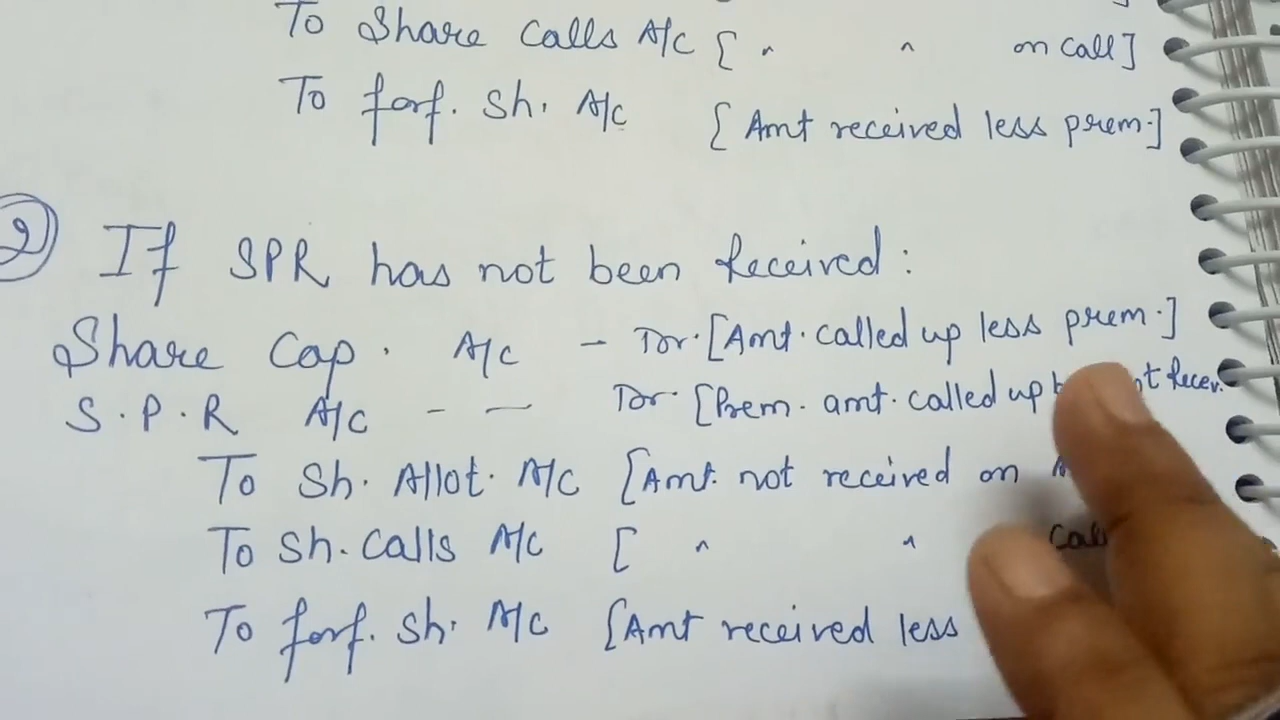 To Share Calls A/c [ " " on call]
To forf. Sh. A/c [Amt received less prem.]
2 If SPR has not been Received :
Share Cap. A/c - Dr. [Amt. called up less prem.]
S.P.R A/c - - Dr. [Prem. amt. called up Recev.
To Sh. Allot. A/c [Amt. not received on
To Sh. Calls A/c [ " "
To forf. Sh. A/c [Amt received less